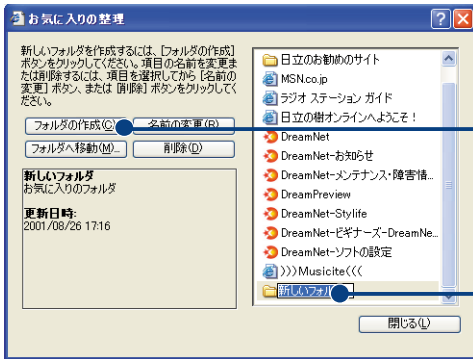 お気に入りの整理
新しいフォルダを作成するには、[フォルダの作成]
ボタンをクリックしてください。項目の名前を変更ま
たは削除するには、項目を選択してから [名前の
変更] ボタン、または [削除] ボタンをクリックしてく
ださい。
フォルダの作成(C)
名前の変更(R)
フォルダへ移動(M)...
削除(D)
新しいフォルダ
お気に入りのフォルダ
更新日時:
2001/08/26 17:16
日立のお勧めのサイト
MSN.co.jp
ラジオ ステーション ガイド
日立の樹オンラインへようこそ!
DreamNet
DreamNet-お知らせ
DreamNet-メンテナンス・障害情...
DreamPreview
DreamNet-Stylife
DreamNet-ビギナーズ-DreamNe...
DreamNet-ソフトの設定
)))Musicite(((
新しいフォル
閉じる(L)